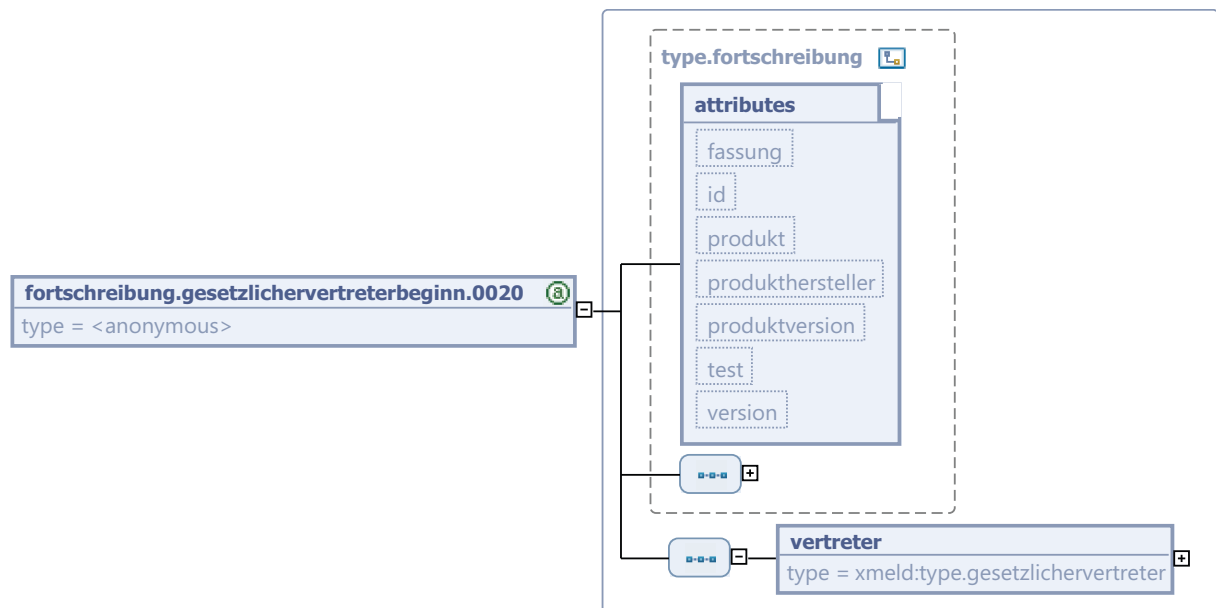 type.fortschreibung
attributes
fassung
id
produkt
produkthersteller
produktversion
test
version
fortschreibung.gesetzlichervertreterbeginn.0020
type = <anonymous>
vertreter
type = xmeld:type.gesetzlichervertreter